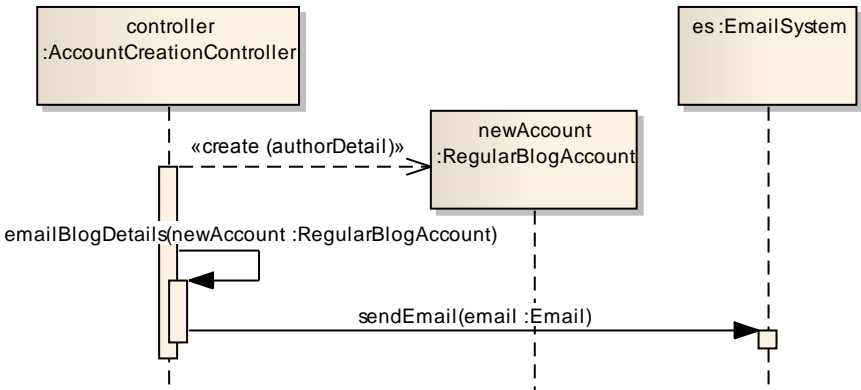 controller
:AccountCreationController
es :EmailSystem
newAccount
:RegularBlogAccount
«create (authorDetail)»
emailBlogDetails(newAccount :RegularBlogAccount)
sendEmail(email :Email)